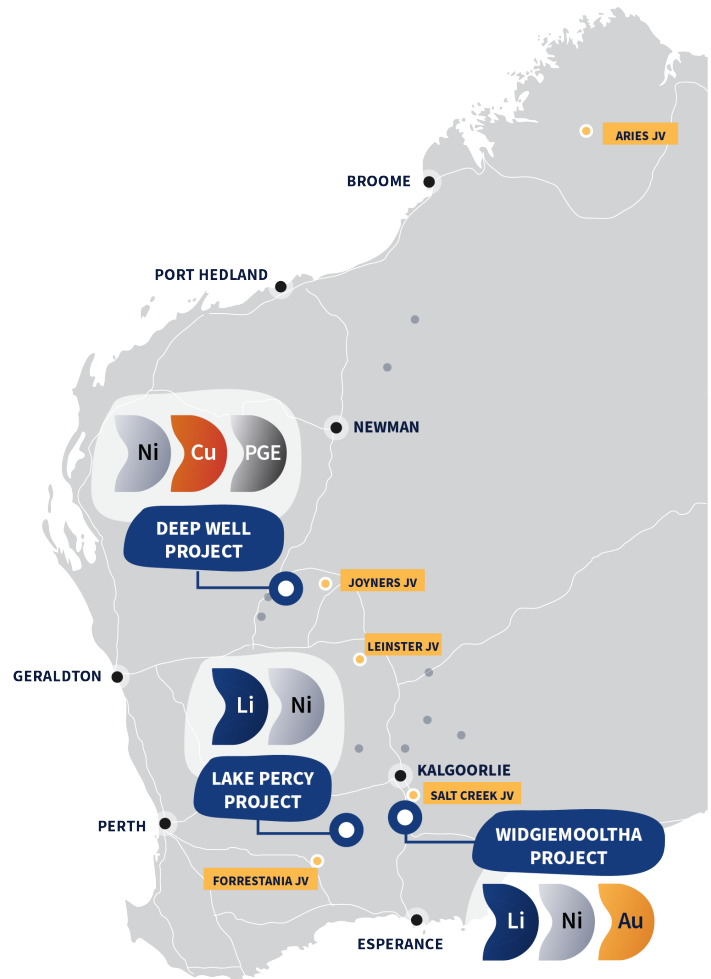 ARIES JV
BROOME
PORT HEDLAND
NEWMAN
Ni
Cu
PGE
DEEP WELL
PROJECT
JOYNERS JV
LEINSTER JV
GERALDTON
Li
Ni
LAKE PERCY
PROJECT
KALGOORLIE
SALT CREEK JV
PERTH
WIDGIEMOOLTHA
PROJECT
FORRESTANIA JV
Li
Ni
Au
ESPERANCE